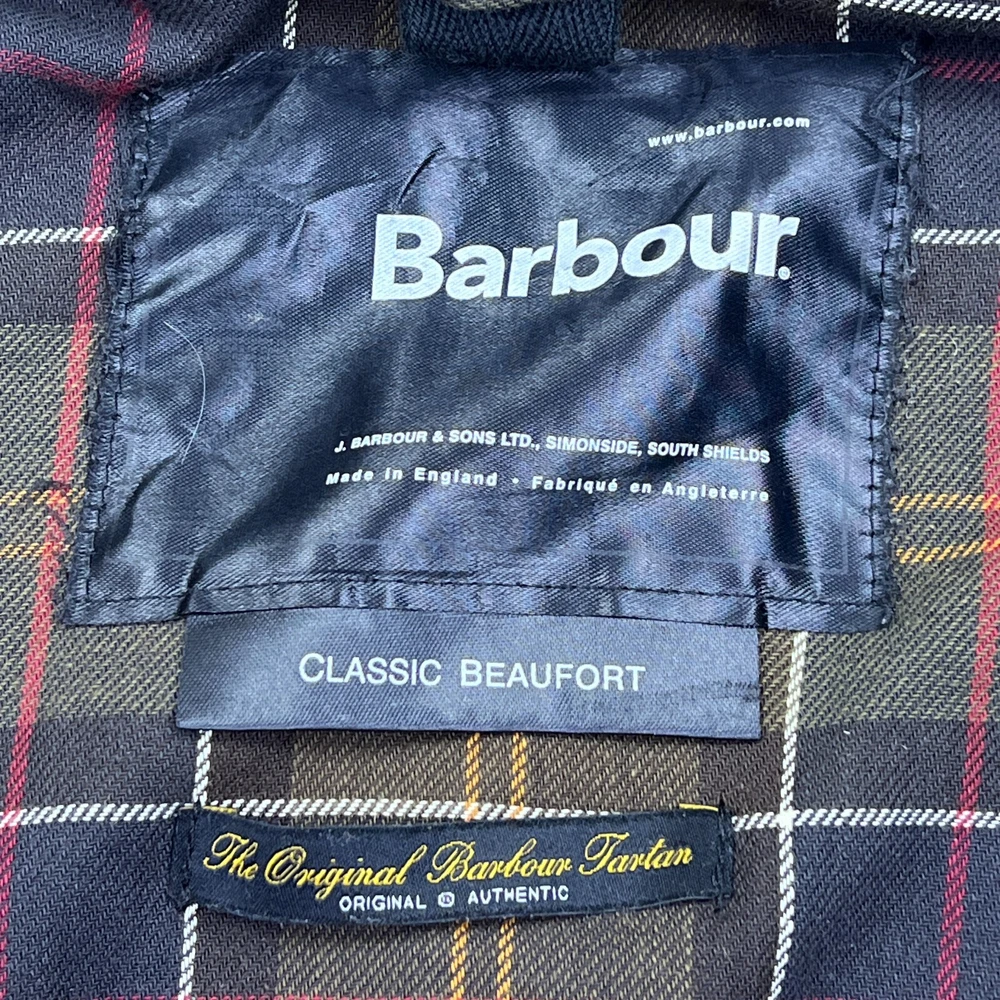 www.barbour.com
Barbour.
J. BARBOUR & SONS LTD., SIMONSIDE, SOUTH SHIELDS
Made in England • Fabriqué en Angleterre
CLASSIC BEAUFORT
The Original Barbour Tartan
ORIGINAL AUTHENTIC